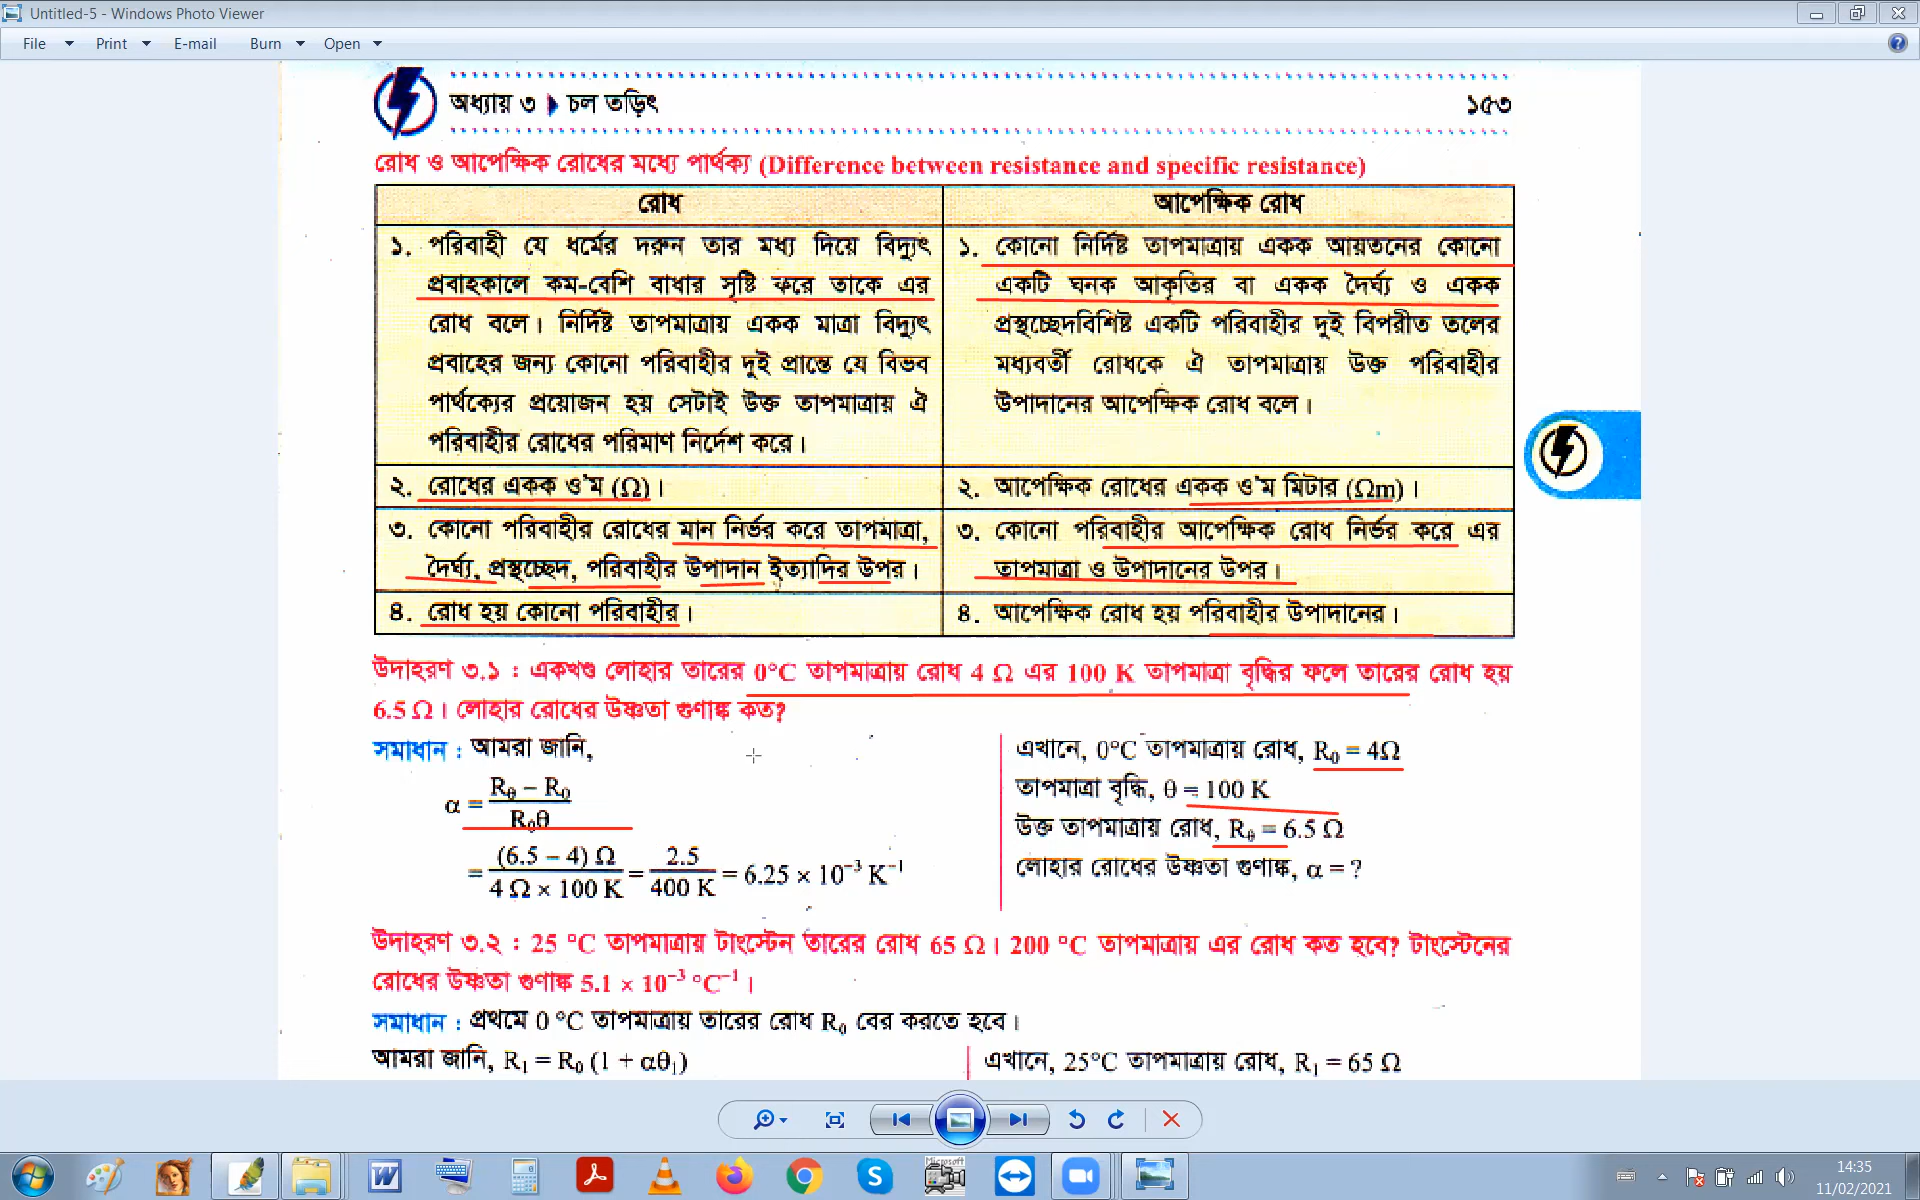 Untitled-5 - Windows Photo Viewer
File Print E-mail Burn Open
অধ্যায় ৩ চল তড়িৎ ১৫৩
রোধ ও আপেক্ষিক রোধের মধ্যে পার্থক্য (Difference between resistance and specific resistance)
রোধ
১. পরিবাহী যে ধর্মের দরুন তার মধ্য দিয়ে বিদ্যুৎ
প্রবাহকালে কম-বেশি বাধার সৃষ্টি করে তাকে এর
রোধ বলে। নির্দিষ্ট তাপমাত্রায় একক মাত্রা বিদ্যুৎ
প্রবাহের জন্য কোনো পরিবাহীর দুই প্রান্তে যে বিভব
পার্থক্যের প্রয়োজন হয় সেটাই উক্ত তাপমাত্রায় ঐ
পরিবাহীর রোধের পরিমাণ নির্দেশ করে।
আপেক্ষিক রোধ
১. কোনো নির্দিষ্ট তাপমাত্রায় একক আয়তনের কোনো
একটি ঘনক আকৃতির বা একক দৈর্ঘ্য ও একক
প্রস্থচ্ছেদবিশিষ্ট একটি পরিবাহীর দুই বিপরীত তলের
মধ্যবর্তী রোধকে ঐ তাপমাত্রায় উক্ত পরিবাহীর
উপাদানের আপেক্ষিক রোধ বলে।
২. রোধের একক ও'ম (Ω)।
২. আপেক্ষিক রোধের একক ও'ম মিটার (Ωm)।
৩. কোনো পরিবাহীর রোধের মান নির্ভর করে তাপমাত্রা,
দৈর্ঘ্য, প্রস্থচ্ছেদ, পরিবাহীর উপাদান ইত্যাদির উপর।
৩. কোনো পরিবাহীর আপেক্ষিক রোধ নির্ভর করে এর
তাপমাত্রা ও উপাদানের উপর।
৪. রোধ হয় কোনো পরিবাহীর।
৪. আপেক্ষিক রোধ হয় পরিবাহীর উপাদানের।
উদাহরণ ৩.১ : একখণ্ড লোহার তারের 0°C তাপমাত্রায় রোধ 4 Ω এর 100 K তাপমাত্রা বৃদ্ধির ফলে তারের রোধ হয়
6.5 Ω। লোহার রোধের উষ্ণতা গুণাঙ্ক কত?
সমাধান : আমরা জানি,
α = (Rθ – R₀) / (R₀θ)
= (6.5 – 4) Ω / (4 Ω × 100 K) = 2.5 / 400 K = 6.25 × 10⁻³ K⁻¹
এখানে, 0°C তাপমাত্রায় রোধ, R₀ = 4Ω
তাপমাত্রা বৃদ্ধি, θ = 100 K
উক্ত তাপমাত্রায় রোধ, Rθ = 6.5 Ω
লোহার রোধের উষ্ণতা গুণাঙ্ক, α = ?
উদাহরণ ৩.২ : 25 °C তাপমাত্রায় টাংস্টেন তারের রোধ 65 Ω। 200 °C তাপমাত্রায় এর রোধ কত হবে? টাংস্টেনের
রোধের উষ্ণতা গুণাঙ্ক 5.1 × 10⁻³ °C⁻¹।
সমাধান : প্রথমে 0 °C তাপমাত্রায় তারের রোধ R₀ বের করতে হবে।
আমরা জানি, R₁ = R₀ (1 + αθ₁)
এখানে, 25°C তাপমাত্রায় রোধ, R₁ = 65 Ω
14:35
11/02/2021